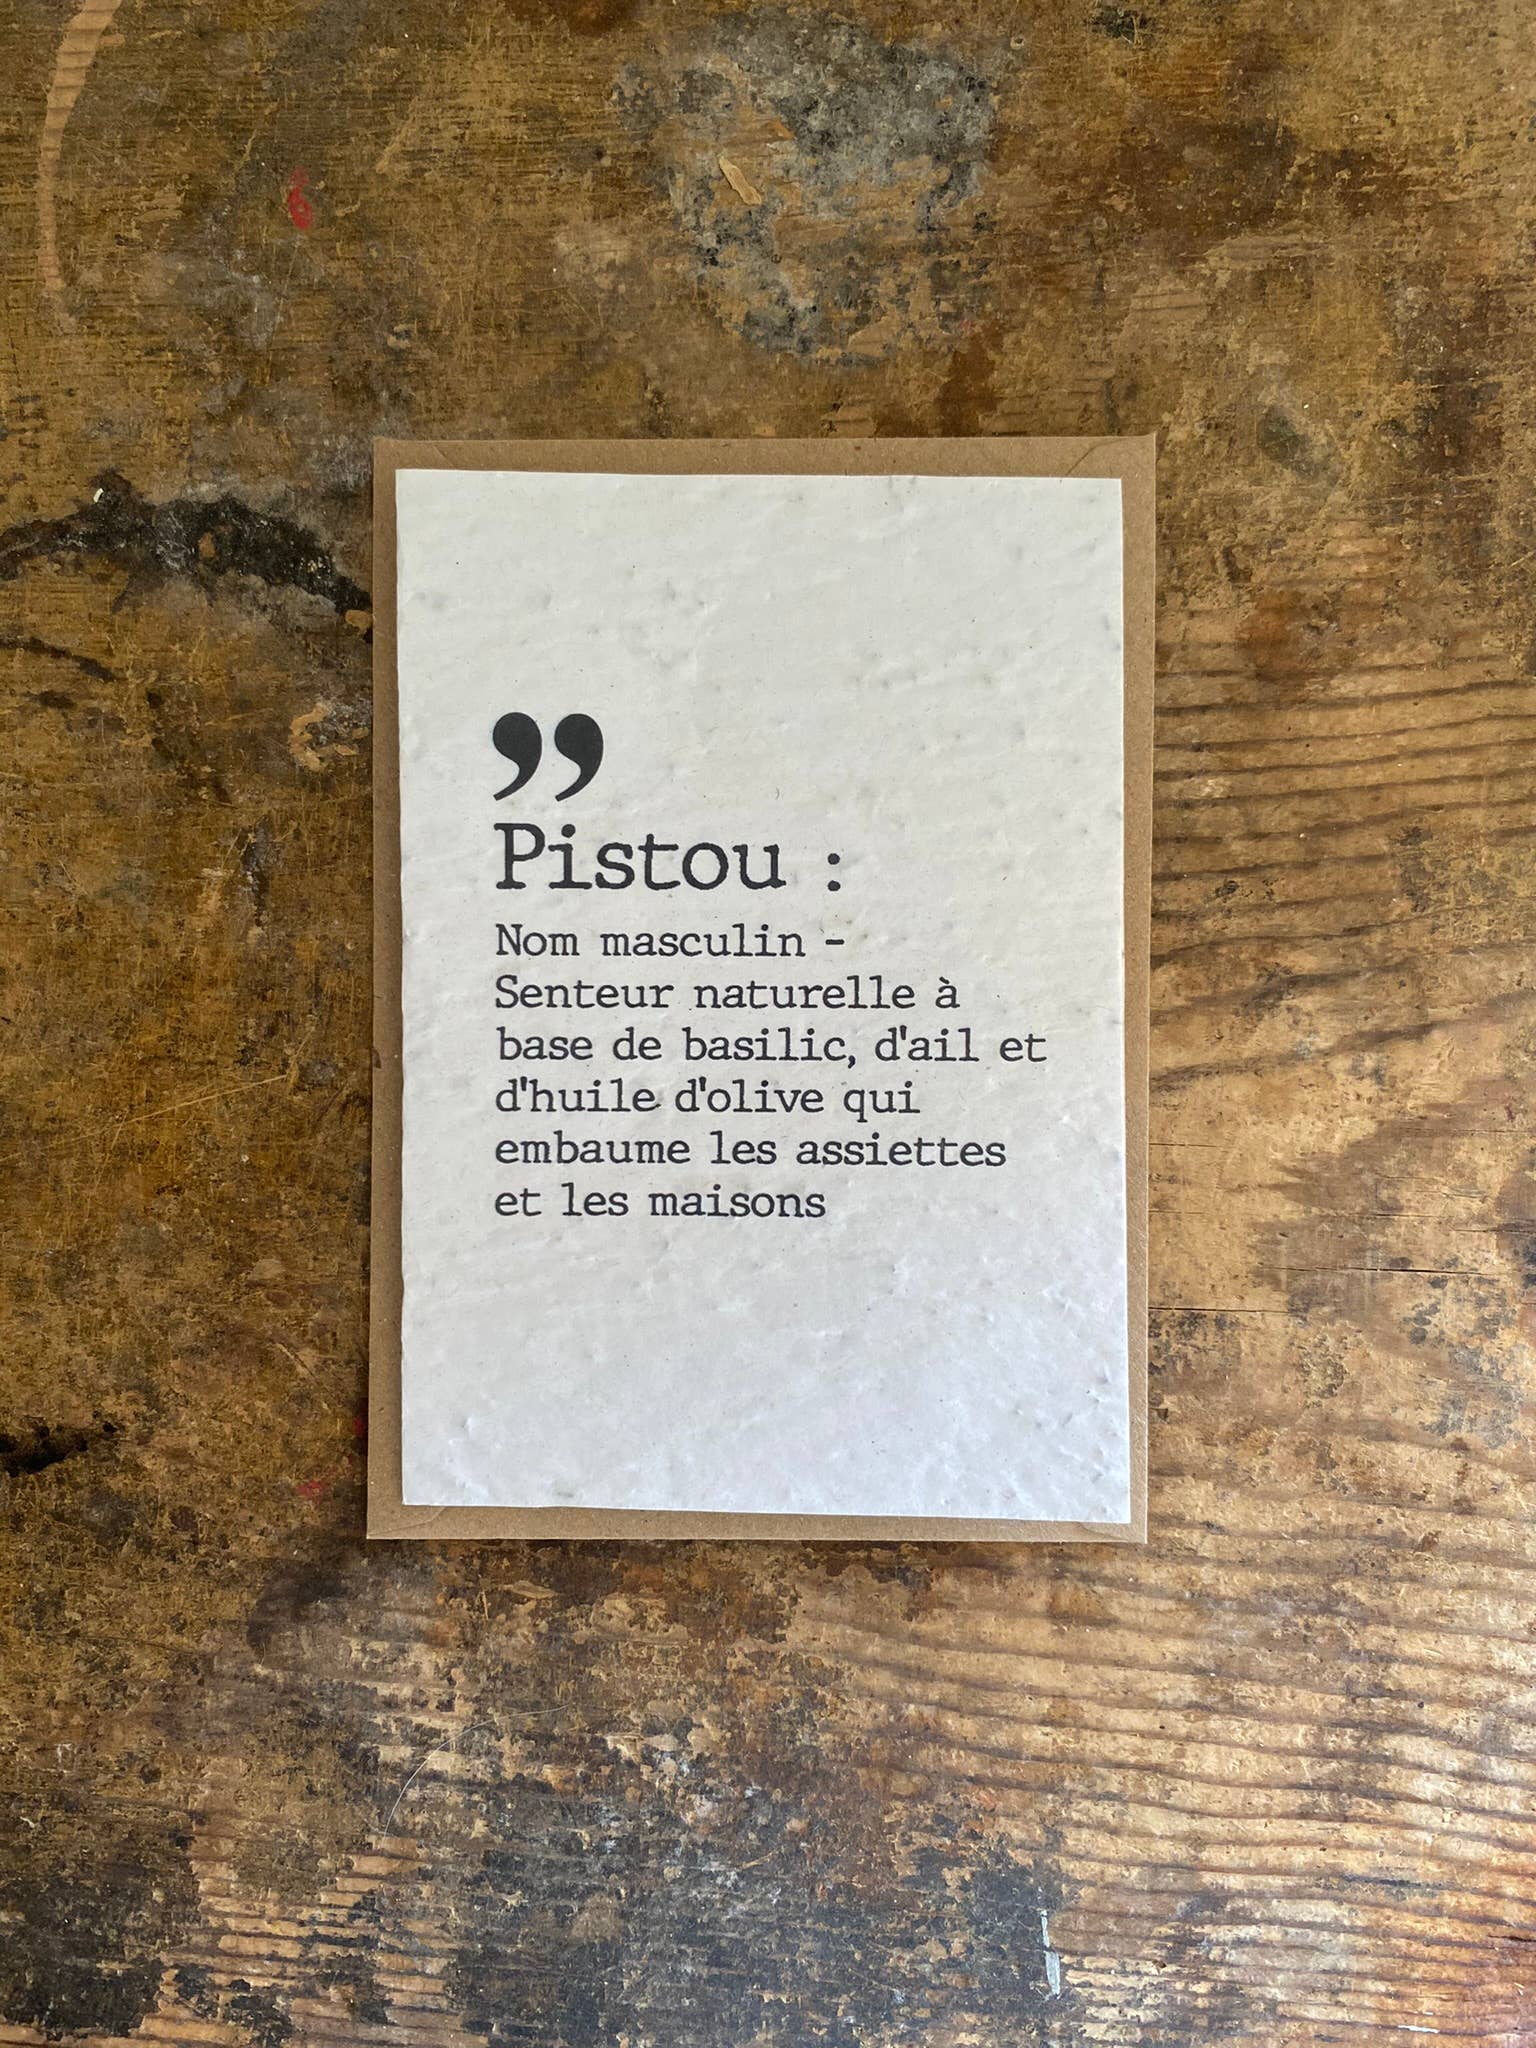 ”
Pistou :
Nom masculin -
Senteur naturelle à
base de basilic, d'ail et
d'huile d'olive qui
embaume les assiettes
et les maisons